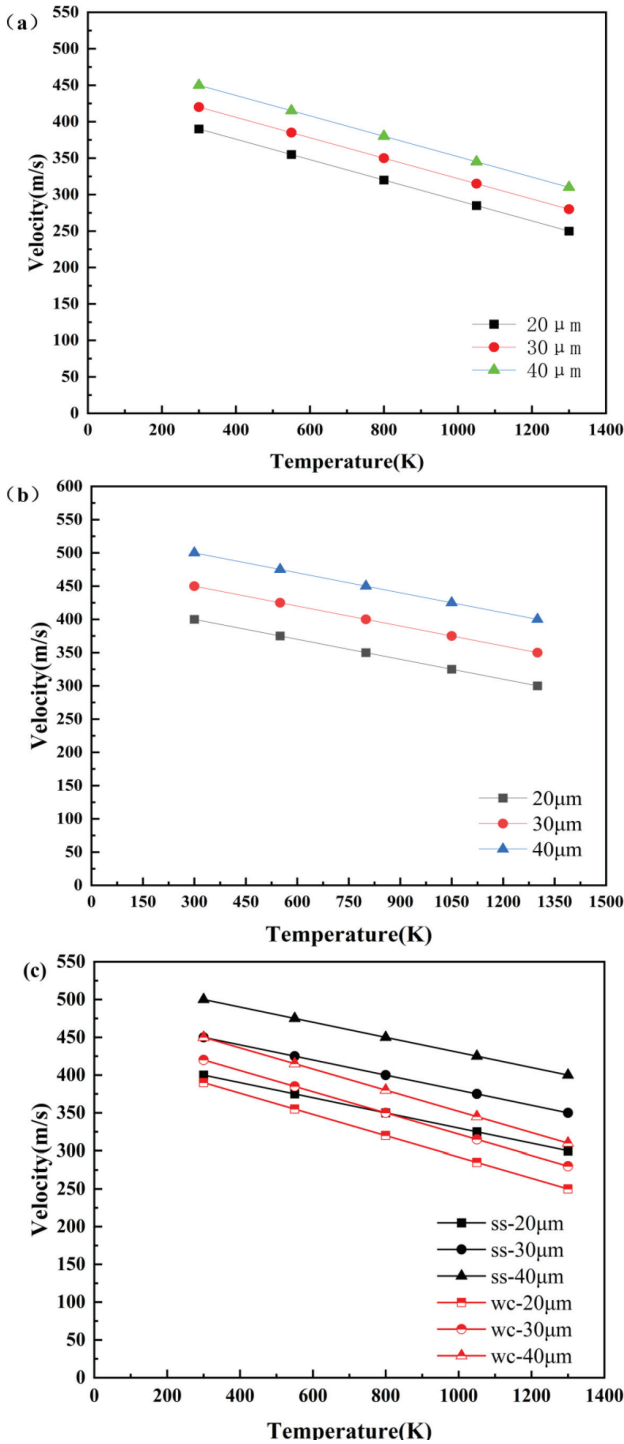 （a）
550
500
450
400
350
300
250
200
150
100
50
0
Velocity(m/s)
20 μm
30 μm
40 μm
0 200 400 600 800 1000 1200 1400
Temperature(K)
（b）
600
550
500
450
400
350
300
250
200
150
100
50
0
Velocity(m/s)
20μm
30μm
40μm
0 150 300 450 600 750 900 1050 1200 1350 1500
Temperature(K)
(c)
550
500
450
400
350
300
250
200
150
100
50
0
Velocity(m/s)
ss-20μm
ss-30μm
ss-40μm
wc-20μm
wc-30μm
wc-40μm
0 200 400 600 800 1000 1200 1400
Temperature(K)